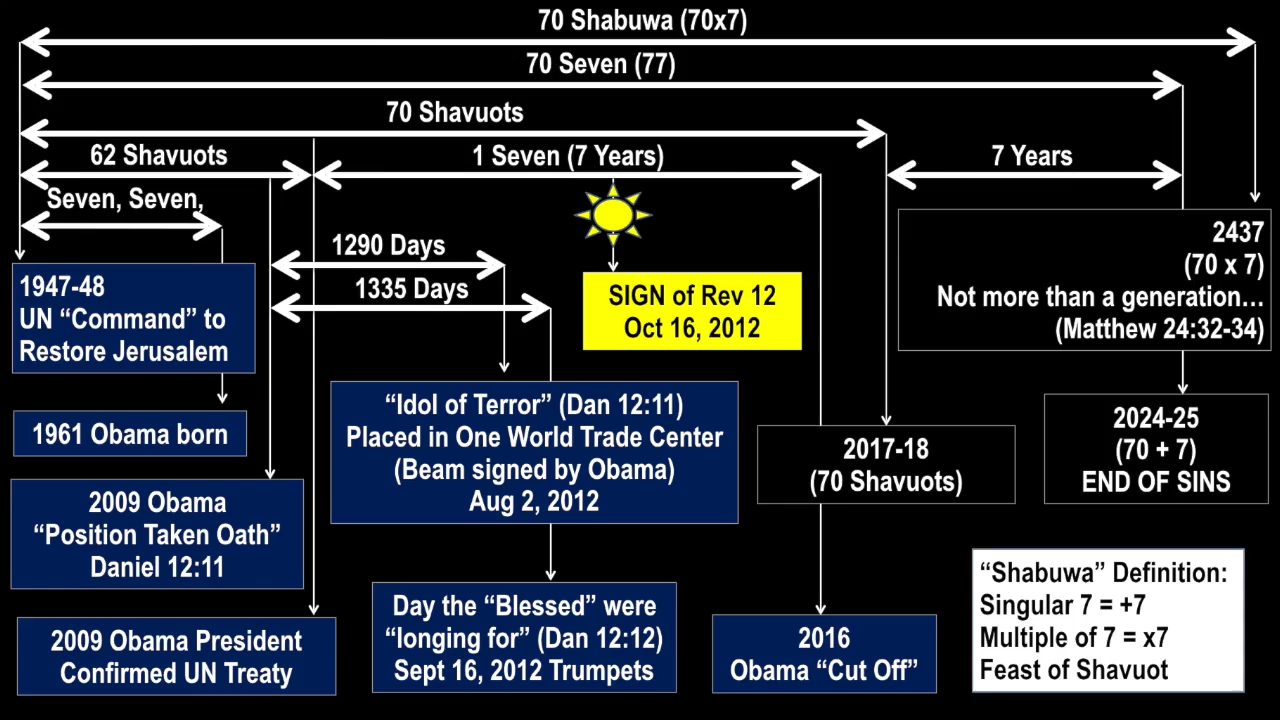 70 Shabuwa (70x7)
70 Seven (77)
70 Shavuots
62 Shavuots
1 Seven (7 Years)
7 Years
Seven, Seven,
1290 Days
1335 Days
1947-48
UN “Command” to
Restore Jerusalem
1961 Obama born
2009 Obama
“Position Taken Oath”
Daniel 12:11
2009 Obama President
Confirmed UN Treaty
“Idol of Terror” (Dan 12:11)
Placed in One World Trade Center
(Beam signed by Obama)
Aug 2, 2012
Day the “Blessed” were
“longing for” (Dan 12:12)
Sept 16, 2012 Trumpets
SIGN of Rev 12
Oct 16, 2012
2016
Obama “Cut Off”
2017-18
(70 Shavuots)
2437
(70 x 7)
Not more than a generation…
(Matthew 24:32-34)
2024-25
(70 + 7)
END OF SINS
“Shabuwa” Definition:
Singular 7 = +7
Multiple of 7 = x7
Feast of Shavuot